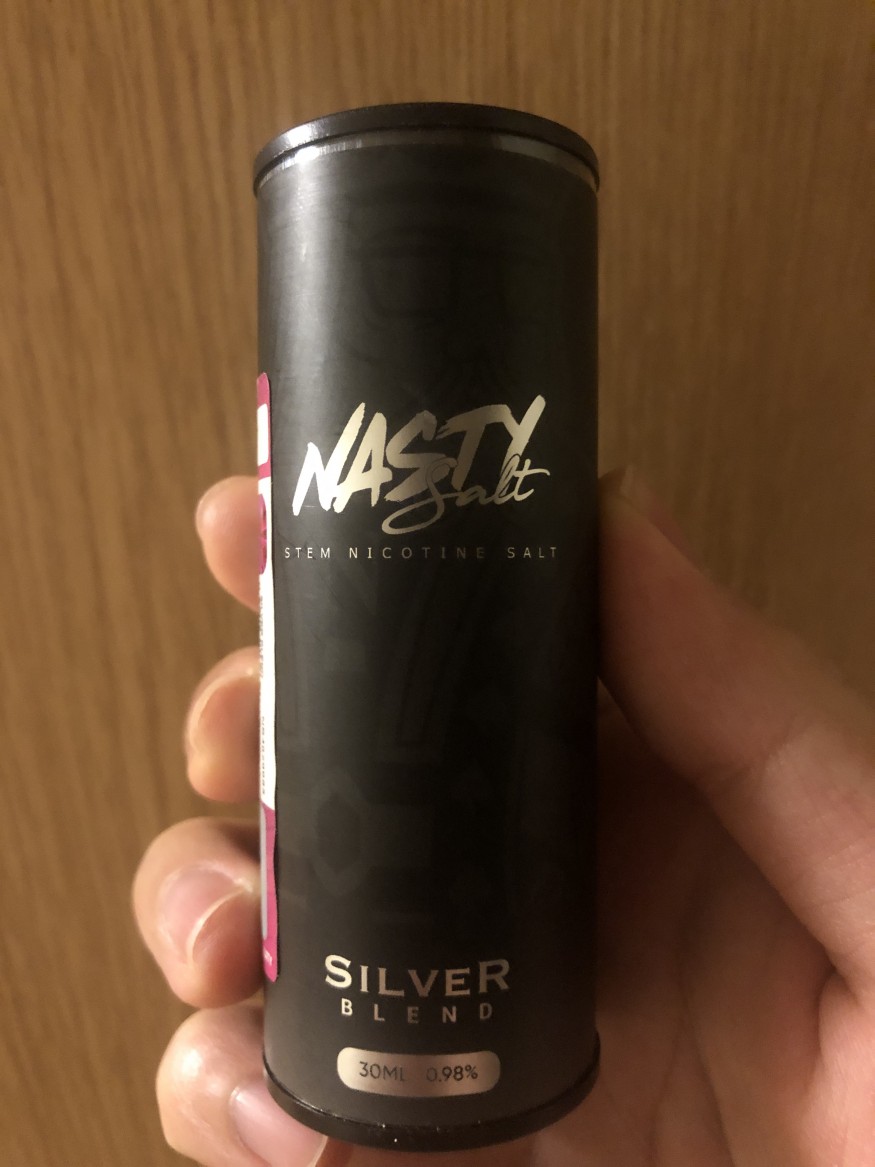 NASTY
Salt
STEM NICOTINE SALT
SILVER
BLEND
30ML 0.98%